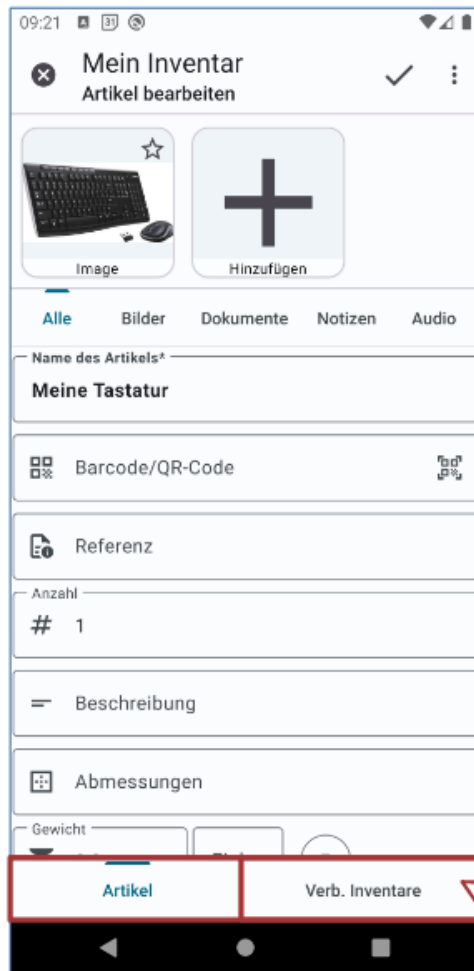 09:21
Mein Inventar
Artikel bearbeiten
Image
Hinzufügen
Alle Bilder Dokumente Notizen Audio
Name des Artikels*
Meine Tastatur
Barcode/QR-Code
Referenz
Anzahl
# 1
Beschreibung
Abmessungen
Gewicht
Artikel Verb. Inventare